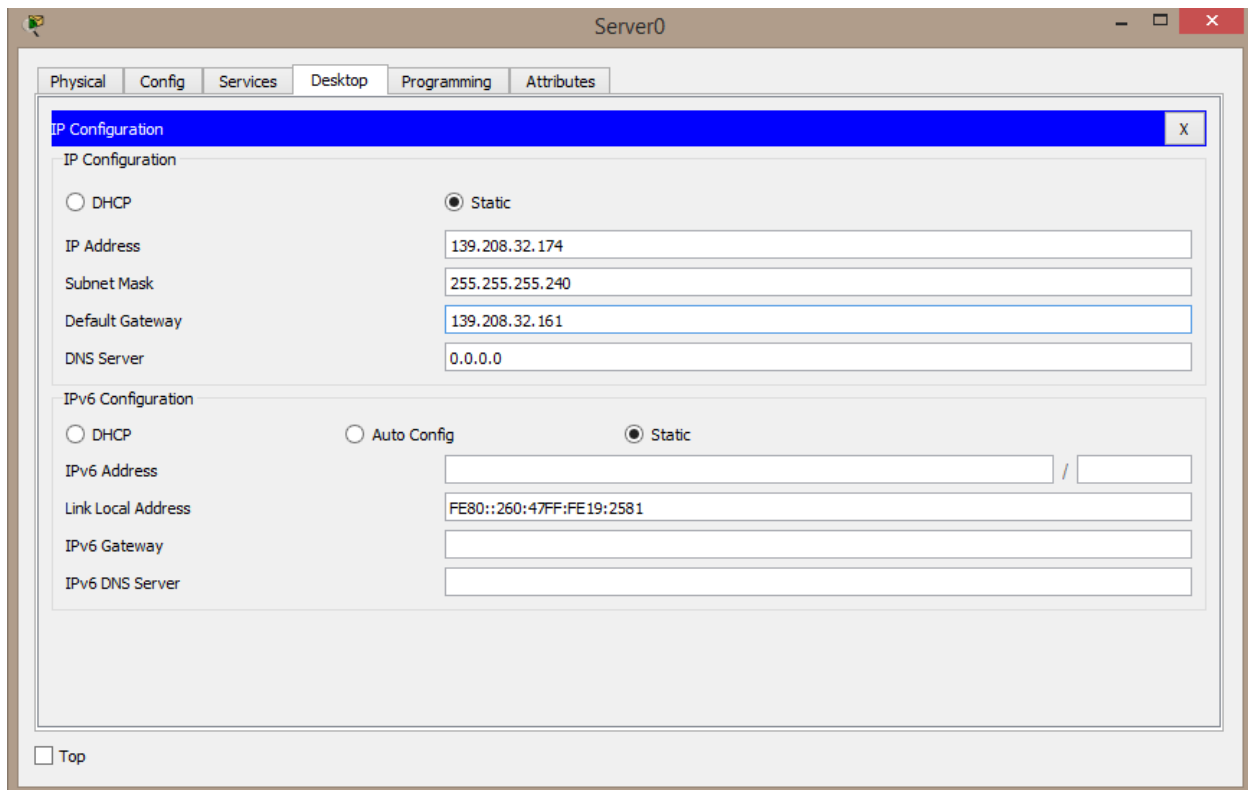 Server0
Physical Config Services Desktop Programming Attributes
IP Configuration X
IP Configuration
DHCP Static
IP Address 139.208.32.174
Subnet Mask 255.255.255.240
Default Gateway 139.208.32.161
DNS Server 0.0.0.0
IPv6 Configuration
DHCP Auto Config Static
IPv6 Address /
Link Local Address FE80::260:47FF:FE19:2581
IPv6 Gateway
IPv6 DNS Server
Top